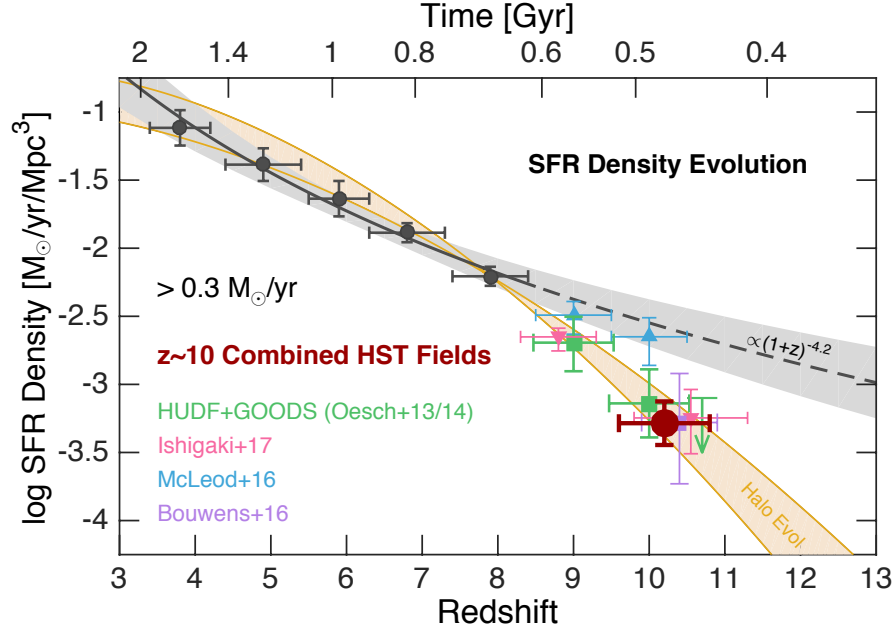 Time [Gyr]
2 1.4 1 0.8 0.6 0.5 0.4
log SFR Density [M☉/yr/Mpc³]
-1
-1.5
-2
-2.5
-3
-3.5
-4
SFR Density Evolution
> 0.3 M☉/yr
z~10 Combined HST Fields
∝(1+z)⁻⁴·²
HUDF+GOODS (Oesch+13/14)
Ishigaki+17
McLeod+16
Bouwens+16
Halo Evol.
3 4 5 6 7 8 9 10 11 12 13
Redshift